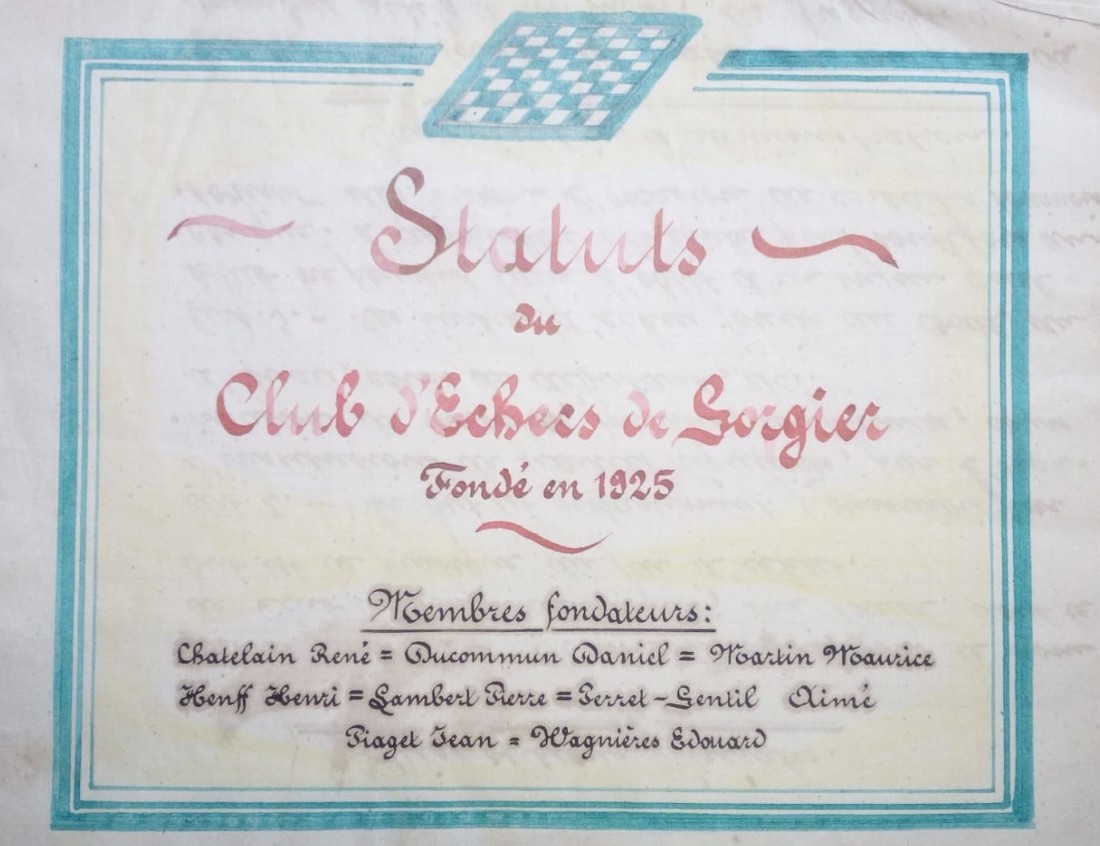 Statuts
du
Club d'Echecs de Gorgier
Fondé en 1925
Membres fondateurs:
Chatelain René = Ducommun Daniel = Martin Maurice
Henff Henri = Lambert Pierre = Perret-Gentil Aimé
Piaget Jean = Wagnières Edouard